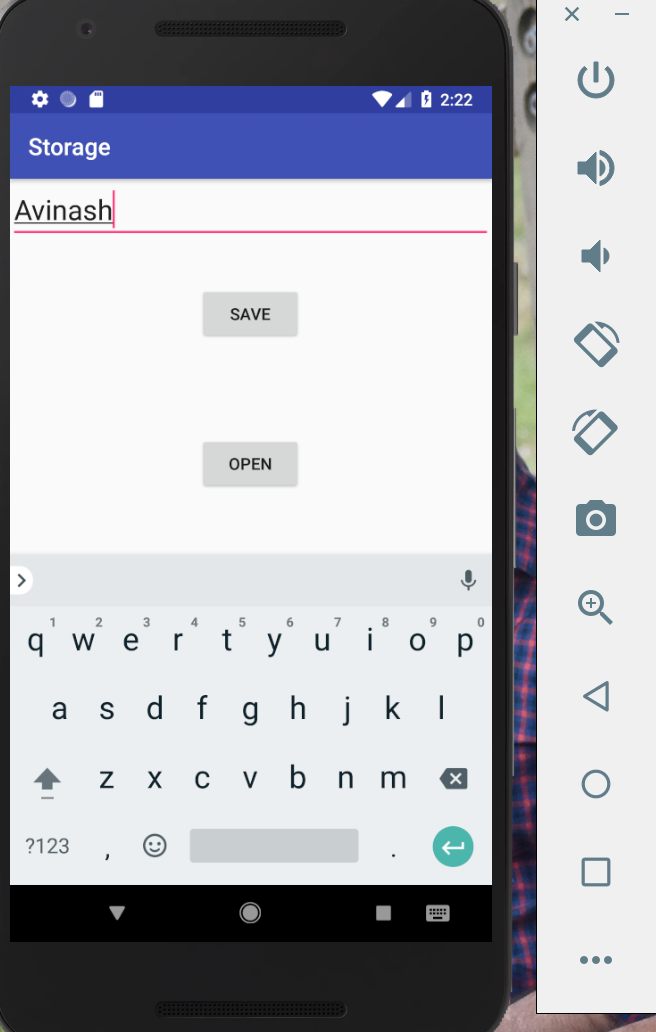 2:22
Storage
Avinash
SAVE
OPEN
1 2 3 4 5 6 7 8 9 0
q w e r t y u i o p
a s d f g h j k l
z x c v b n m
?123 , .